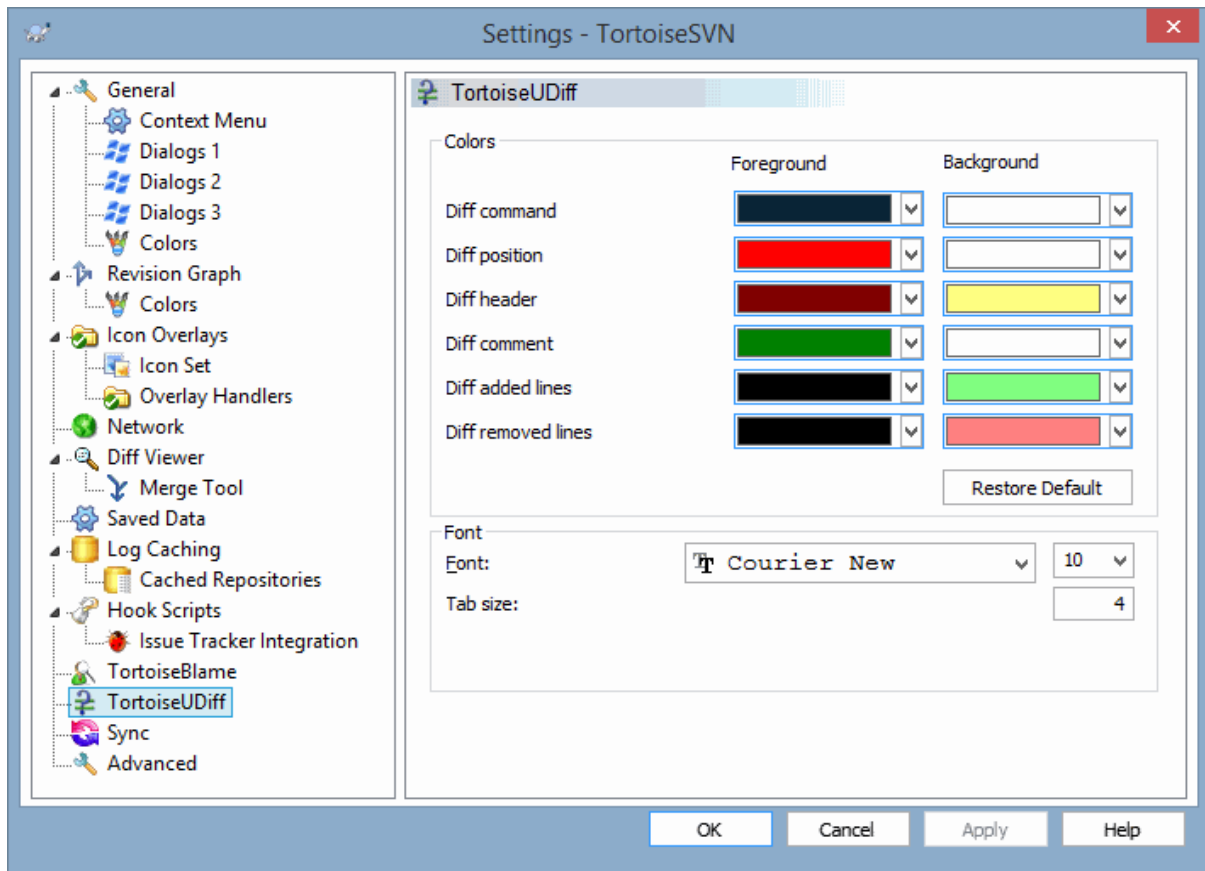 Settings - TortoiseSVN
General
Context Menu
Dialogs 1
Dialogs 2
Dialogs 3
Colors
Revision Graph
Colors
Icon Overlays
Icon Set
Overlay Handlers
Network
Diff Viewer
Merge Tool
Saved Data
Log Caching
Cached Repositories
Hook Scripts
Issue Tracker Integration
TortoiseBlame
TortoiseUDiff
Sync
Advanced
TortoiseUDiff
Colors
Foreground Background
Diff command
Diff position
Diff header
Diff comment
Diff added lines
Diff removed lines
Restore Default
Font
Font: Courier New 10
Tab size: 4
OK Cancel Apply Help